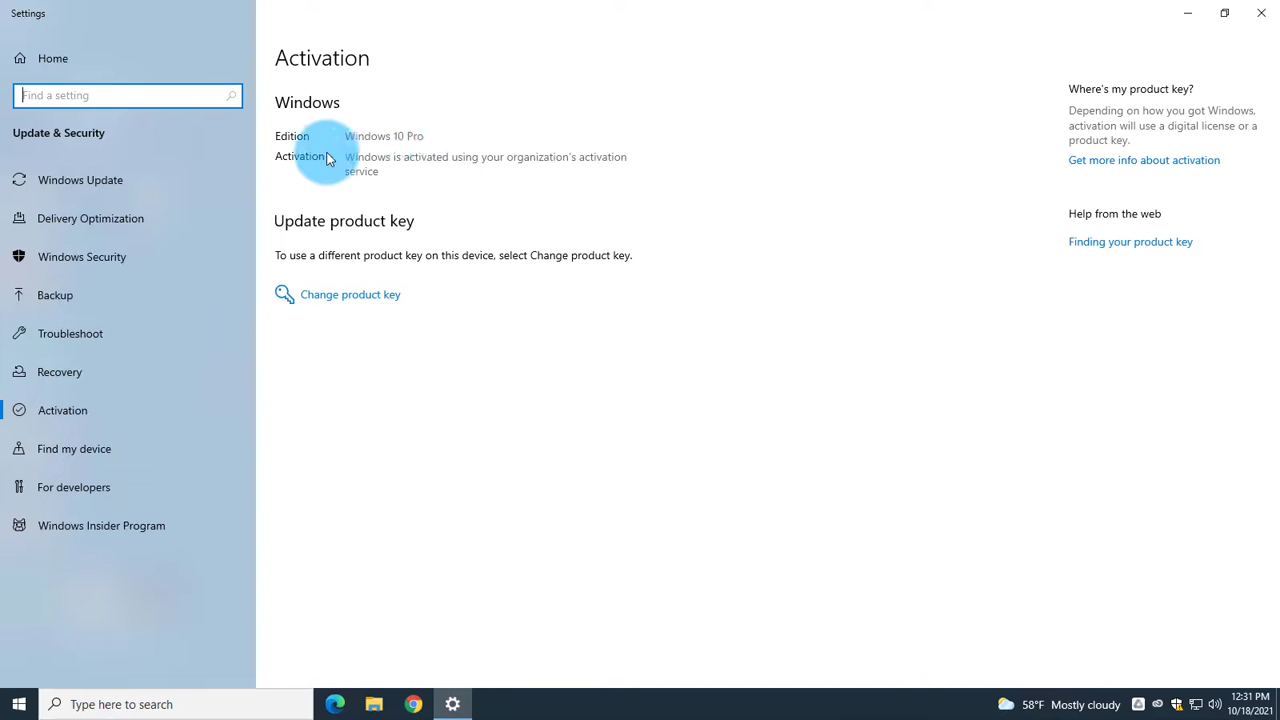 Settings
Home
Find a setting
Update & Security
Windows Update
Delivery Optimization
Windows Security
Backup
Troubleshoot
Recovery
Activation
Find my device
For developers
Windows Insider Program
Activation
Windows
Edition Windows 10 Pro
Activation Windows is activated using your organization's activation
service
Update product key
To use a different product key on this device, select Change product key.
Change product key
Where's my product key?
Depending on how you got Windows,
activation will use a digital license or a
product key.
Get more info about activation
Help from the web
Finding your product key
Type here to search
58°F Mostly cloudy
12:31 PM
10/18/2021